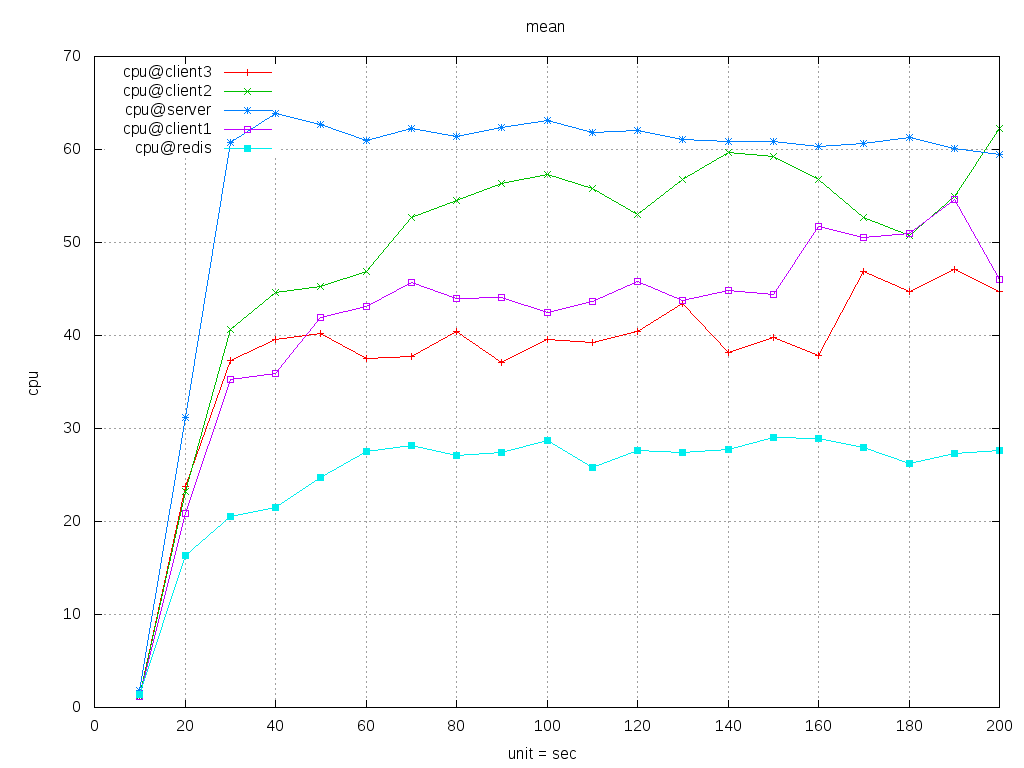 mean
70
cpu@client3
cpu@client2
cpu@server
cpu@client1
cpu@redis
60
50
40
cpu
30
20
10
0
0 20 40 60 80 100 120 140 160 180 200
unit = sec